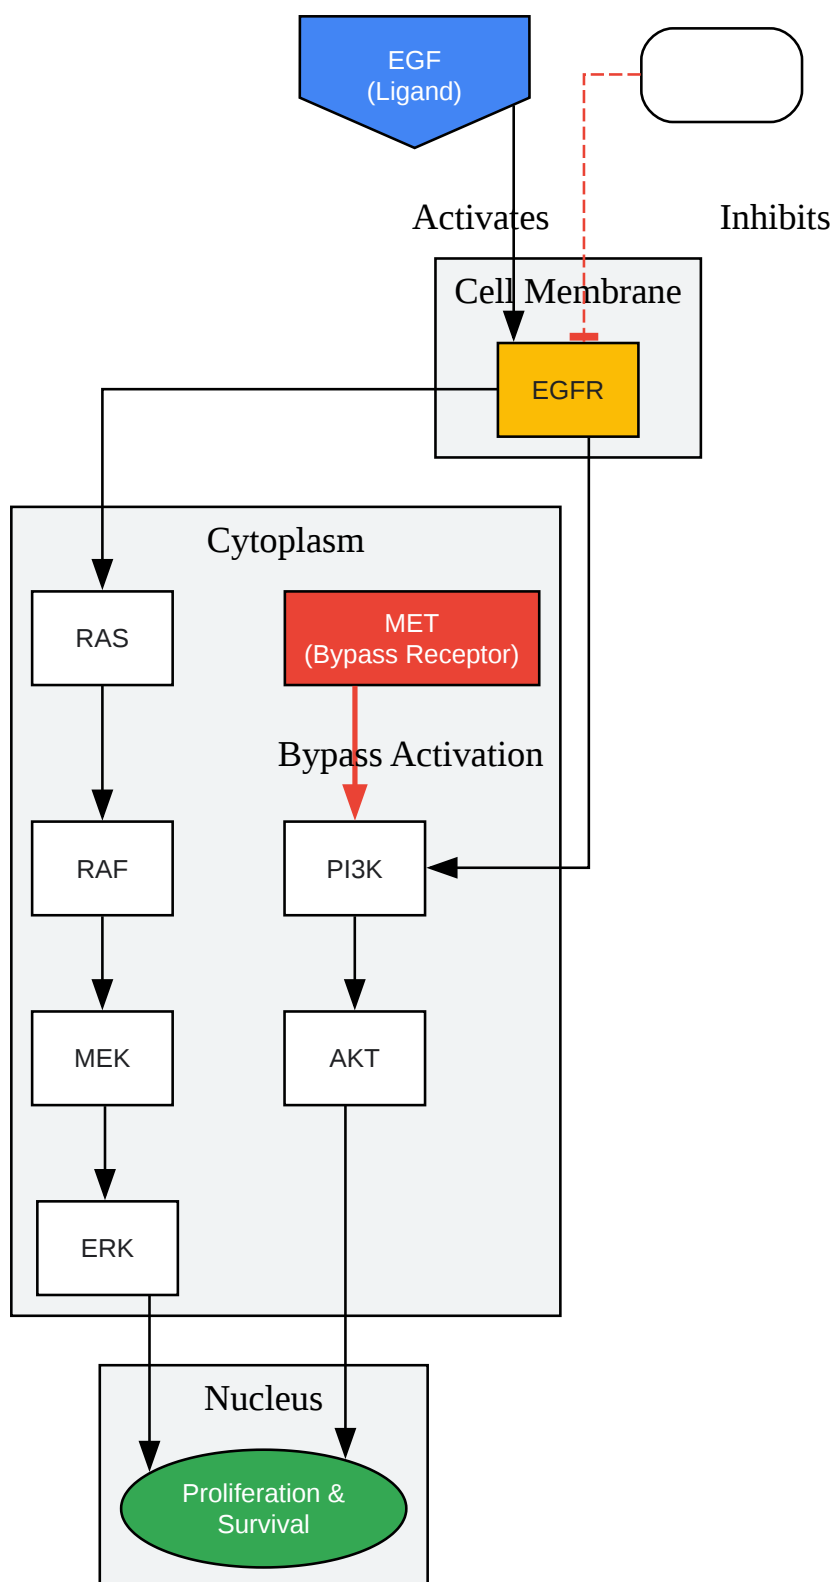 EGF
(Ligand)
Activates
Inhibits
Cell Membrane
EGFR
Cytoplasm
RAS
MET
(Bypass Receptor)
Bypass Activation
RAF
PI3K
MEK
AKT
ERK
Nucleus
Proliferation &
Survival